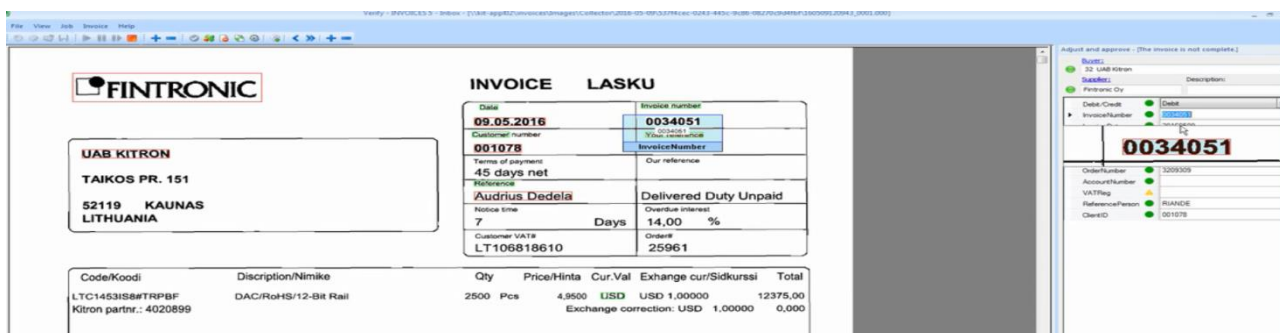 File View Job Invoice Help
Adjust and approve - [The invoice is not complete.]
Buyer:
32 UAB Kitron
Supplier: Description:
Fintronic Oy
Debit/Credit Debit
InvoiceNumber 0034051
0034051
OrderNumber 3209309
AccountNumber
VATReg
ReferencePerson RIANDE
ClientID 001078
FINTRONIC
INVOICE LASKU
Date Invoice number
09.05.2016 0034051
0034051
Customer number Your reference
001078 InvoiceNumber
Terms of payment Our reference
45 days net
Reference
Audrius Dedela Delivered Duty Unpaid
Notice time Overdue interest
7 Days 14,00 %
Customer VAT# Order#
LT106818610 25961
UAB KITRON
TAIKOS PR. 151
52119 KAUNAS
LITHUANIA
Code/Koodi Discription/Nimike Qty Price/Hinta Cur.Val Exhange cur/Sidkurssi Total
LTC1453IS8#TRPBF DAC/RoHS/12-Bit Rail 2500 Pcs 4,9500 USD USD 1,00000 12375,00
Kitron partnr.: 4020899 Exchange correction: USD 1,00000 0,000